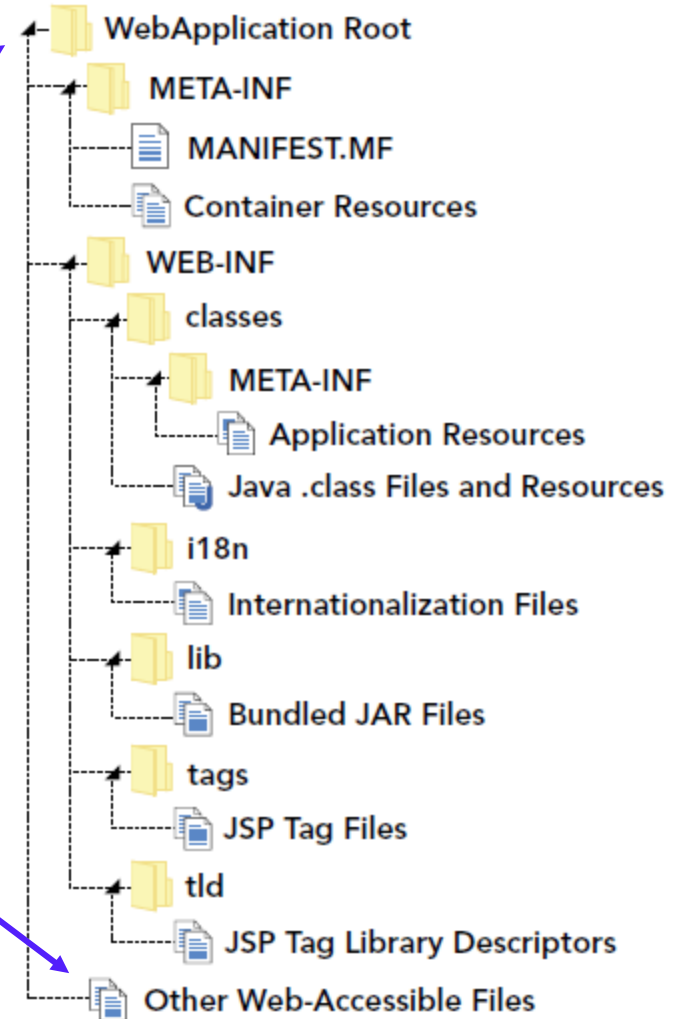 WebApplication Root
META-INF
MANIFEST.MF
Container Resources
WEB-INF
classes
META-INF
Application Resources
Java .class Files and Resources
i18n
Internationalization Files
lib
Bundled JAR Files
tags
JSP Tag Files
tld
JSP Tag Library Descriptors
Other Web-Accessible Files